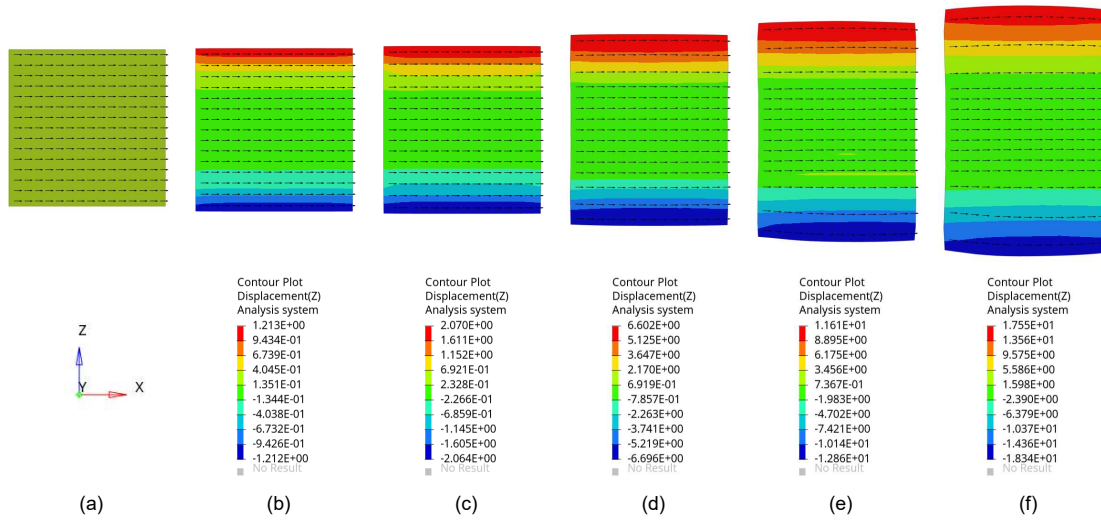 Z
Y
X
Contour Plot
Displacement(Z)
Analysis system
1.213E+00
9.434E-01
6.739E-01
4.045E-01
1.351E-01
-1.344E-01
-4.038E-01
-6.732E-01
-9.426E-01
-1.212E+00
No Result
Contour Plot
Displacement(Z)
Analysis system
2.070E+00
1.611E+00
1.152E+00
6.921E-01
2.328E-01
-2.266E-01
-6.859E-01
-1.145E+00
-1.605E+00
-2.064E+00
No Result
Contour Plot
Displacement(Z)
Analysis system
6.602E+00
5.125E+00
3.647E+00
2.170E+00
6.919E-01
-7.857E-01
-2.263E+00
-3.741E+00
-5.219E+00
-6.696E+00
No Result
Contour Plot
Displacement(Z)
Analysis system
1.161E+01
8.895E+00
6.175E+00
3.456E+00
7.367E-01
-1.983E+00
-4.702E+00
-7.421E+00
-1.014E+01
-1.286E+01
No Result
Contour Plot
Displacement(Z)
Analysis system
1.755E+01
1.356E+01
9.575E+00
5.586E+00
1.598E+00
-2.390E+00
-6.379E+00
-1.037E+01
-1.436E+01
-1.834E+01
No Result
(a)
(b)
(c)
(d)
(e)
(f)